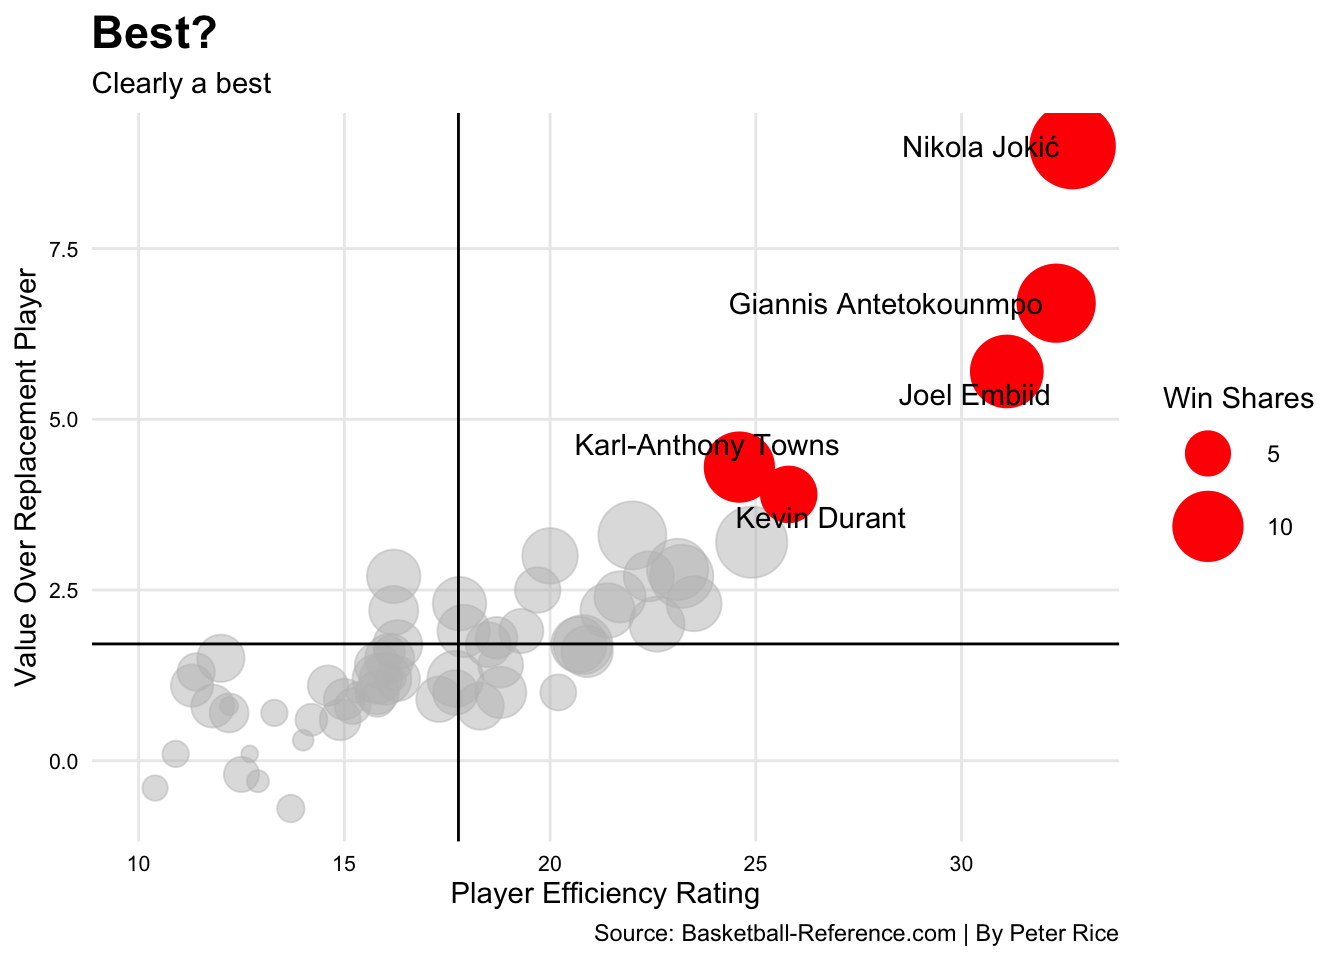 Best?
Clearly a best
Nikola Jokić
7.5
Giannis Antetokounmpo
Joel Embiid
Win Shares
5.0
Karl-Anthony Towns
5
Kevin Durant
10
2.5
0.0
Value Over Replacement Player
10 15 20 25 30
Player Efficiency Rating
Source: Basketball-Reference.com | By Peter Rice